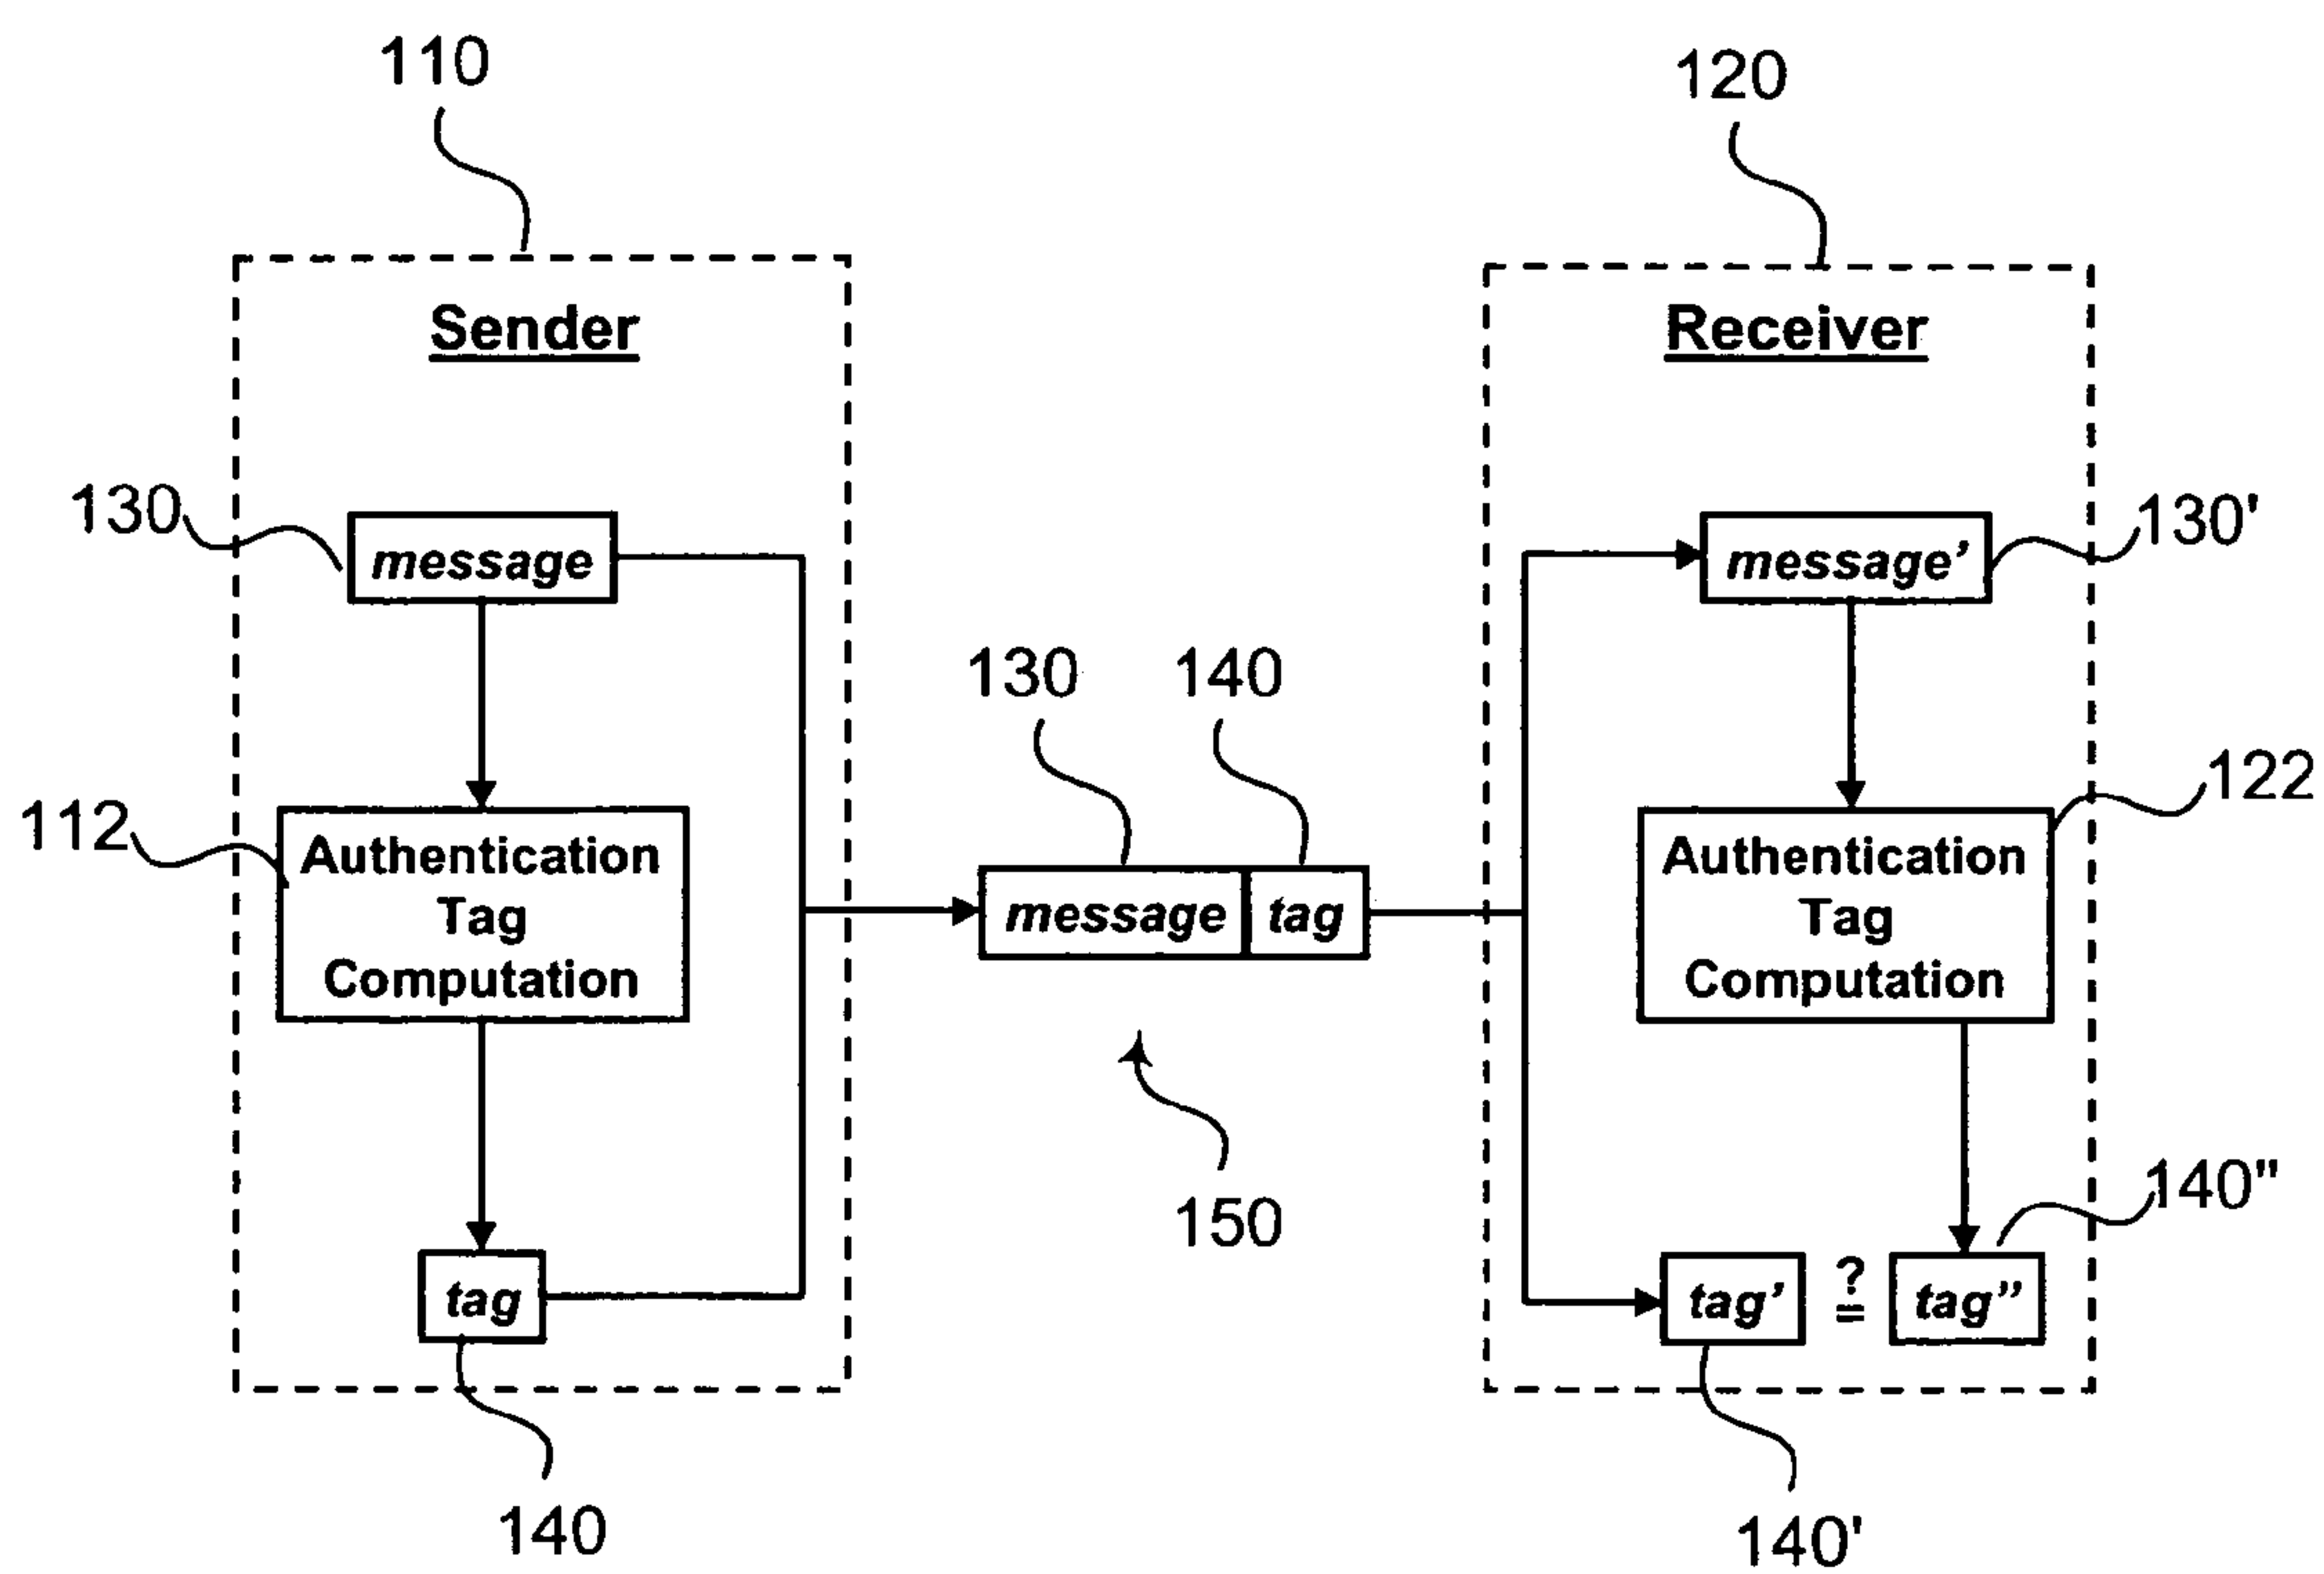 110
120
Sender
Receiver
130
message
message’
130'
130
140
112
Authentication
Tag
Computation
message
tag
Authentication
Tag
Computation
122
150
140"
tag
tag’
?
=
tag”
140
140'